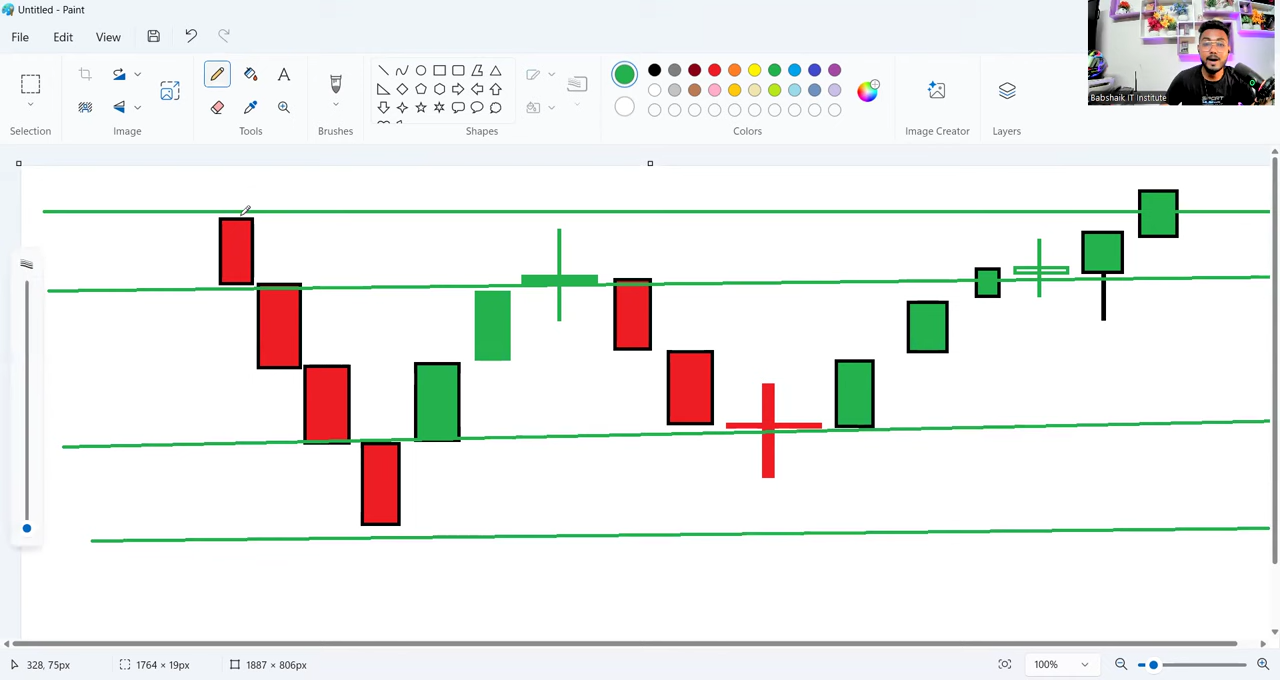 Untitled - Paint
File Edit View
Selection
Image
Tools
Brushes
Shapes
Colors
Image Creator
Layers
Babshaik IT Institute
328, 75px
1764 × 19px
1887 × 806px
100%